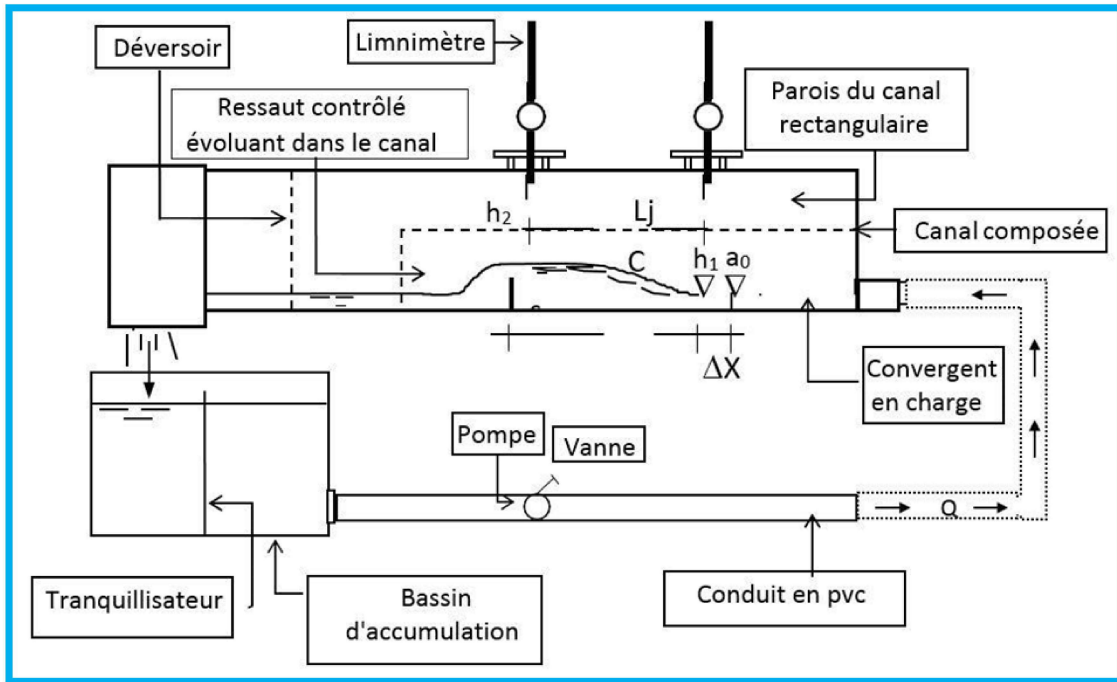 Limnimètre
Déversoir
Ressaut contrôlé
évoluant dans le canal
Parois du canal
rectangulaire
h2
Lj
Canal composée
C
h1
a0
ΔX
Convergent
en charge
Pompe
Vanne
Q
Tranquillisateur
Bassin
d'accumulation
Conduit en pvc